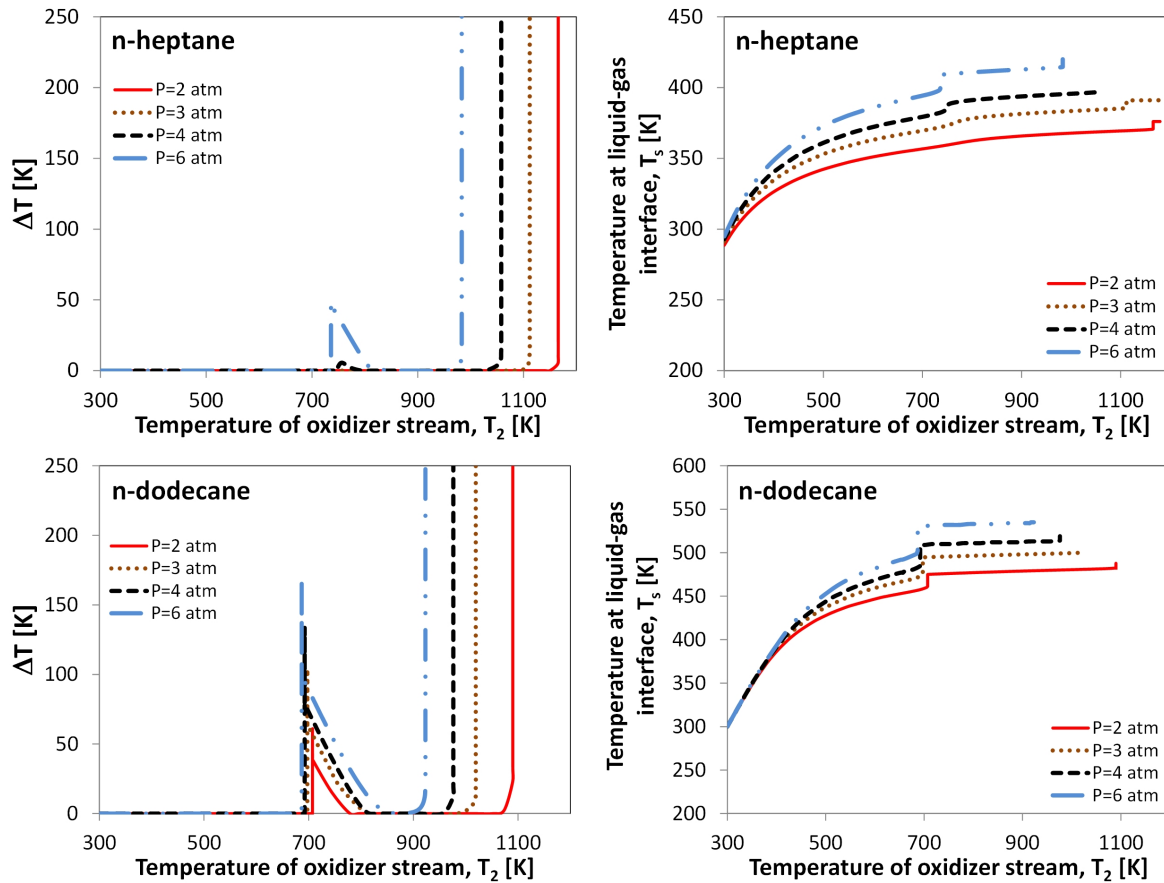 n-heptane
P=2 atm
P=3 atm
P=4 atm
P=6 atm
ΔT [K]
250
200
150
100
50
0
300
500
700
900
1100
Temperature of oxidizer stream, T₂ [K]
n-heptane
P=2 atm
P=3 atm
P=4 atm
P=6 atm
Temperature at liquid-gas
interface, Tₛ [K]
450
400
350
300
250
200
300
500
700
900
1100
Temperature of oxidizer stream, T₂ [K]
n-dodecane
P=2 atm
P=3 atm
P=4 atm
P=6 atm
ΔT [K]
250
200
150
100
50
0
300
500
700
900
1100
Temperature of oxidizer stream, T₂ [K]
n-dodecane
P=2 atm
P=3 atm
P=4 atm
P=6 atm
Temperature at liquid-gas
interface, Tₛ [K]
600
550
500
450
400
350
300
250
200
300
500
700
900
1100
Temperature of oxidizer stream, T₂ [K]